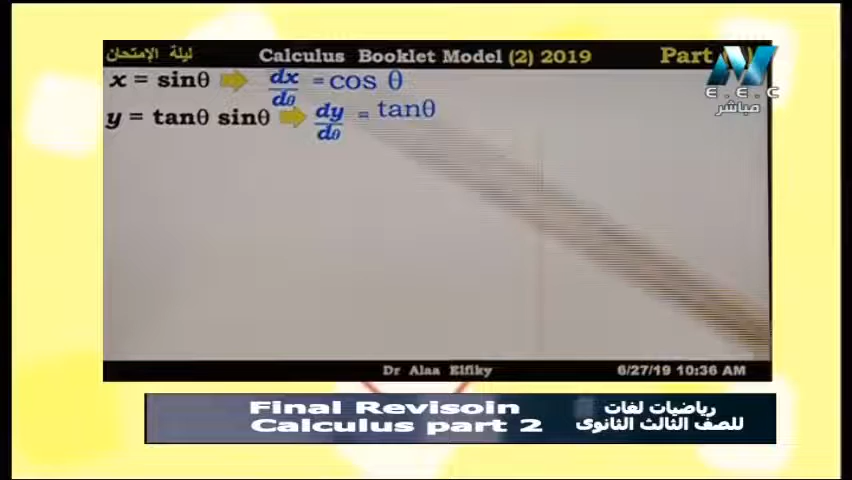 ليلة الإمتحان Calculus Booklet Model (2) 2019 Part
x = sinθ dx/dθ = cos θ
y = tanθ sinθ dy/dθ = tanθ
E . E . C
مباشر
Dr Alaa Elfiky 6/27/19 10:36 AM
Final Revisoin
Calculus part 2
رياضيات لغات
للصف الثالث الثانوى